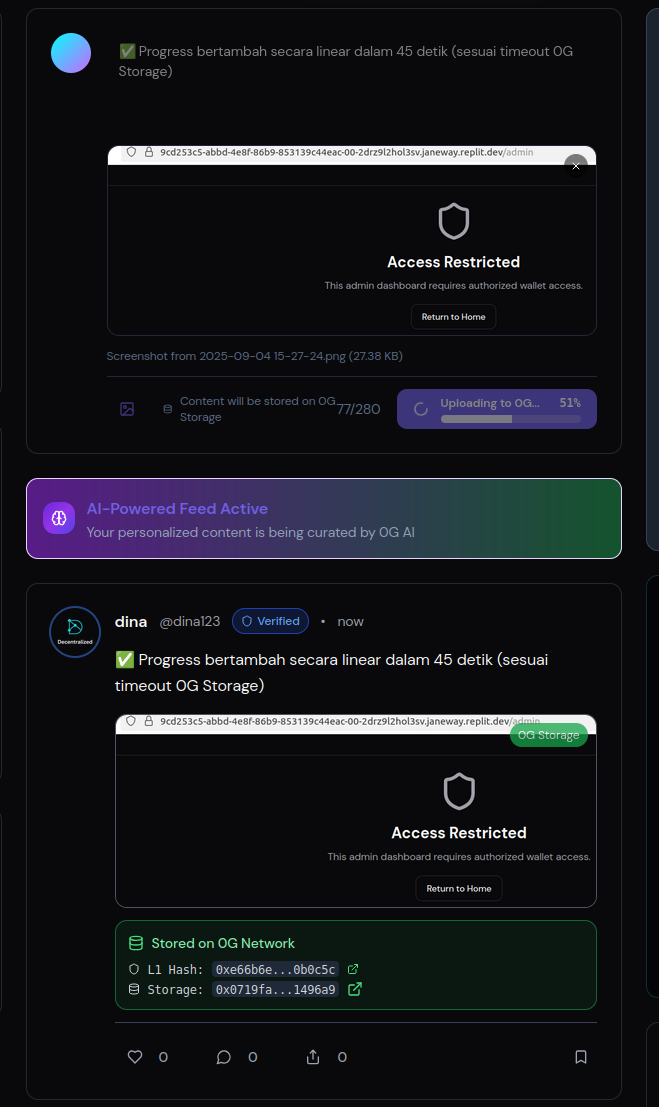 ✅ Progress bertambah secara linear dalam 45 detik (sesuai timeout 0G
Storage)
9cd253c5-abbd-4e8f-86b9-853139c44eac-00-2drz9l2hol3sv.janeway.replit.dev/admin
Access Restricted
This admin dashboard requires authorized wallet access.
Return to Home
Screenshot from 2025-09-04 15-27-24.png (27.38 KB)
Content will be stored on 0G
Storage
77/280
Uploading to 0G... 51%
AI-Powered Feed Active
Your personalized content is being curated by 0G AI
Decentralized
dina @dina123 Verified • now
✅ Progress bertambah secara linear dalam 45 detik (sesuai
timeout 0G Storage)
9cd253c5-abbd-4e8f-86b9-853139c44eac-00-2drz9l2hol3sv.janeway.replit.dev/admin
0G Storage
Access Restricted
This admin dashboard requires authorized wallet access.
Return to Home
Stored on 0G Network
L1 Hash: 0xe66b6e...0b0c5c
Storage: 0x0719fa...1496a9
0 0 0